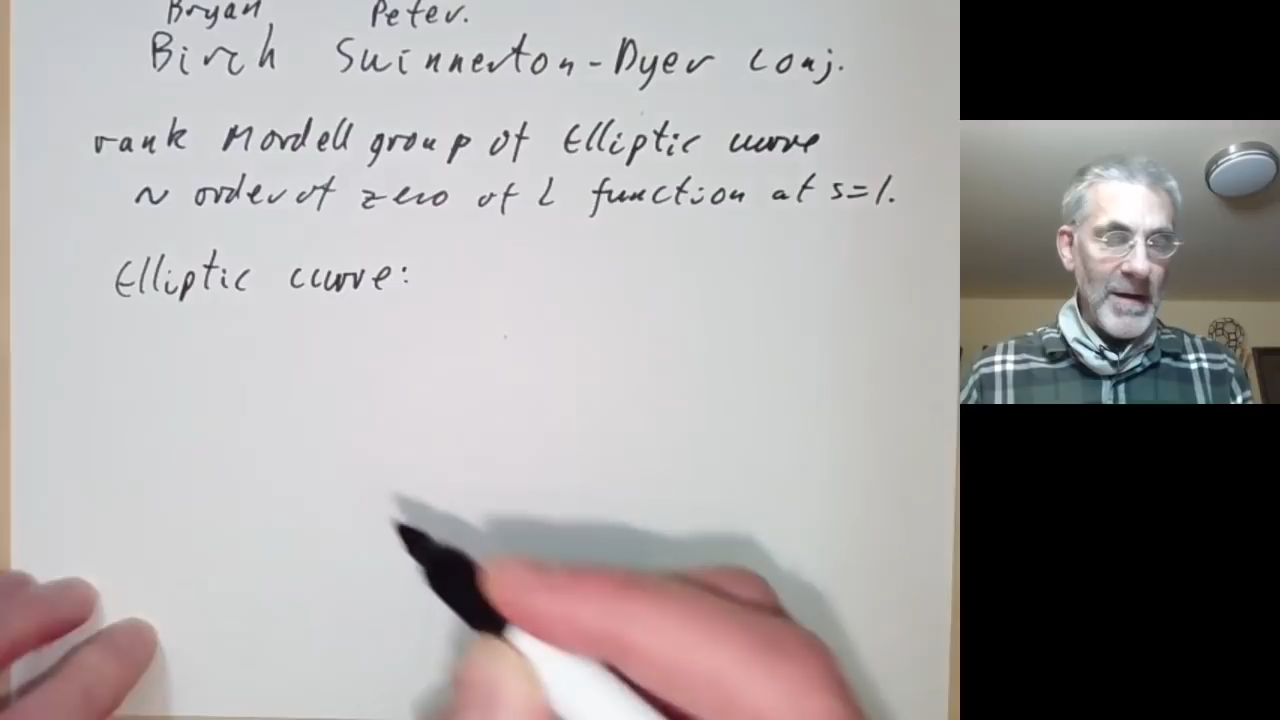 Bryan, Peter.
Birch Swinnerton-Dyer conj.
rank Mordell group of Elliptic curve
~ order of zero of L function at s=1.
Elliptic curve: